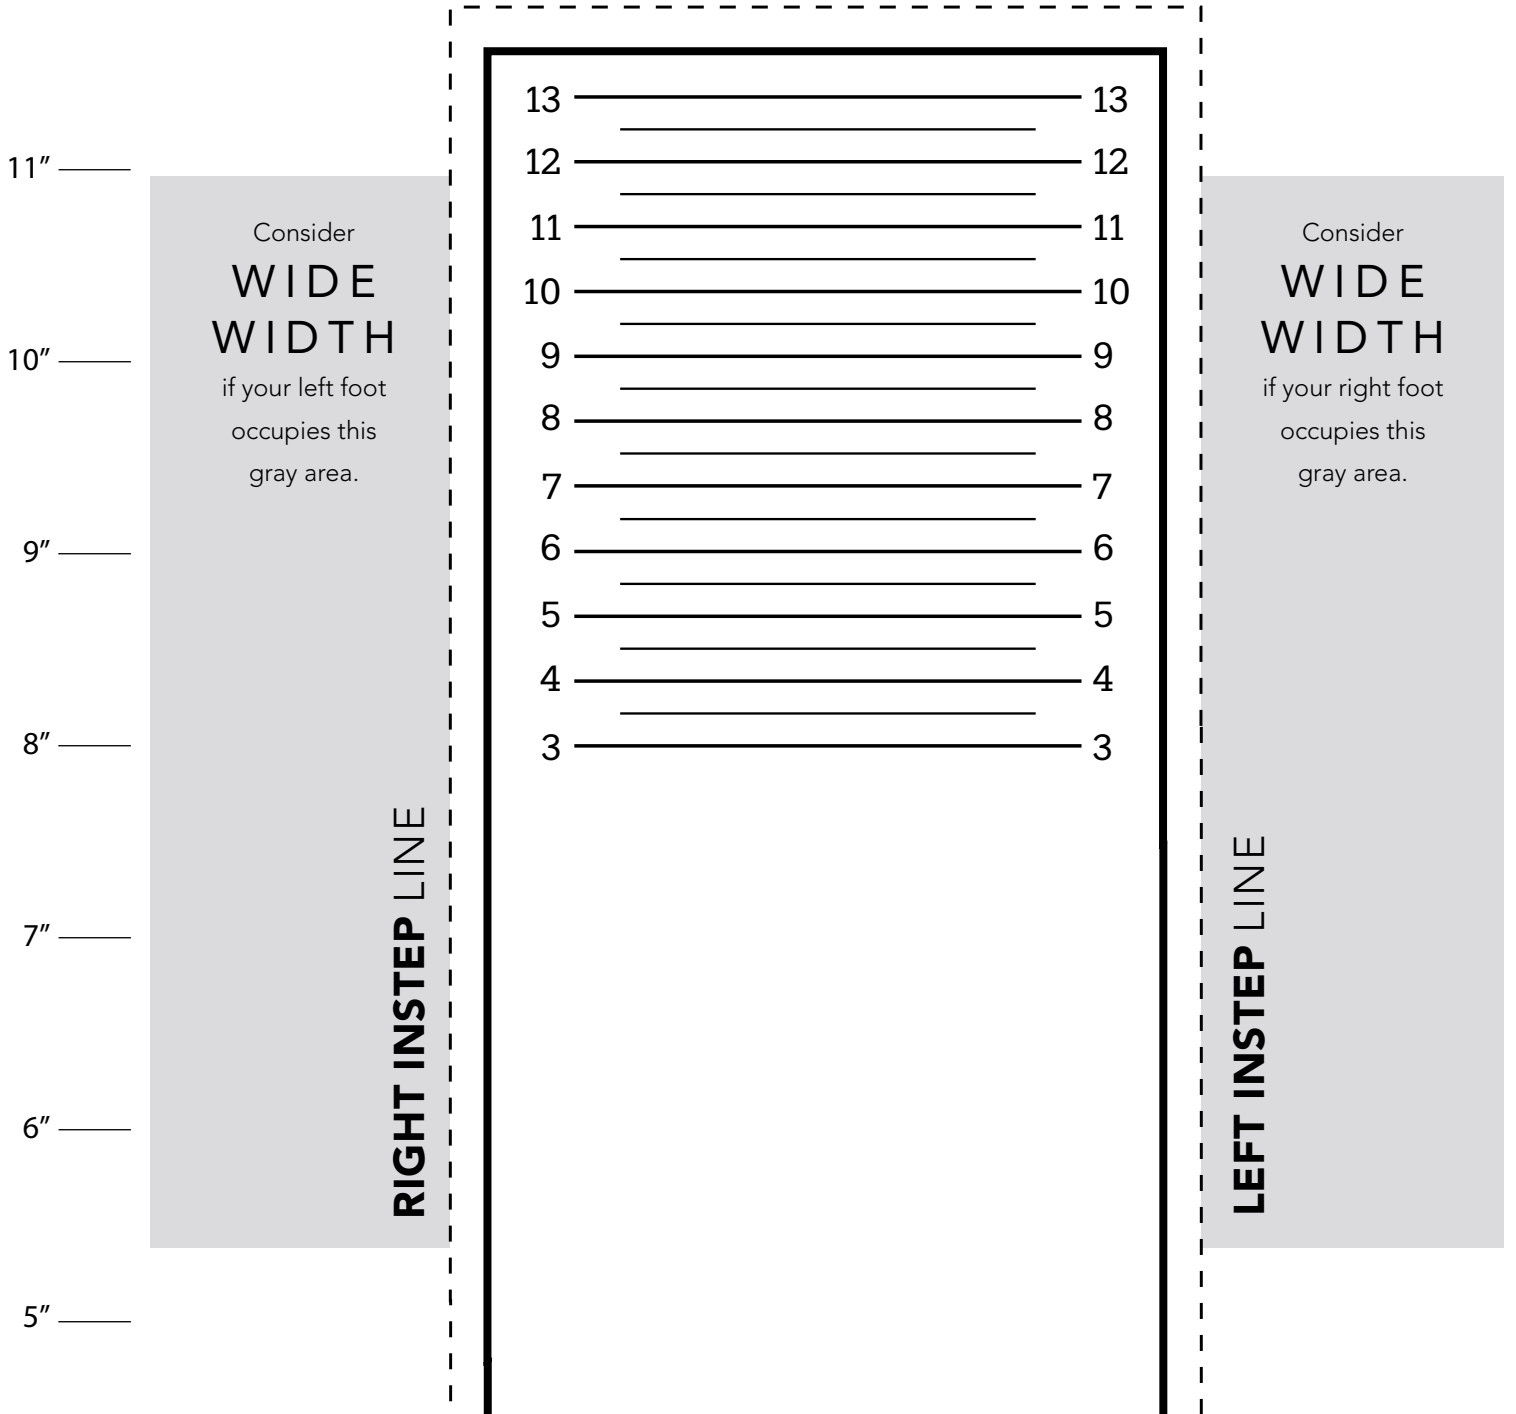 13 13
11″
12 12
11 11
Consider
WIDE
WIDTH
if your left foot
occupies this
gray area.
Consider
WIDE
WIDTH
if your right foot
occupies this
gray area.
10 10
10″
9 9
8 8
7 7
9″
6 6
5 5
4 4
8″
3 3
RIGHT INSTEP LINE
LEFT INSTEP LINE
7″
6″
5″